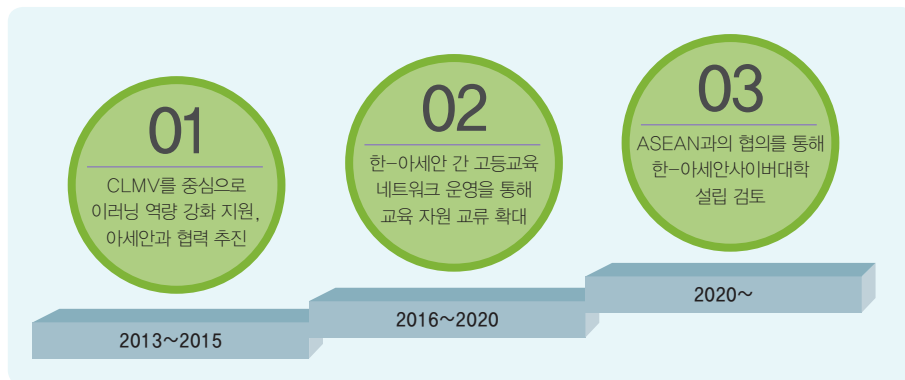 01
CLMV를 중심으로
이러닝 역량 강화 지원,
아세안과 협력 추진
2013~2015
02
한-아세안 간 고등교육
네트워크 운영을 통해
교육 자원 교류 확대
2016~2020
03
ASEAN과의 협의를 통해
한-아세안사이버대학
설립 검토
2020~